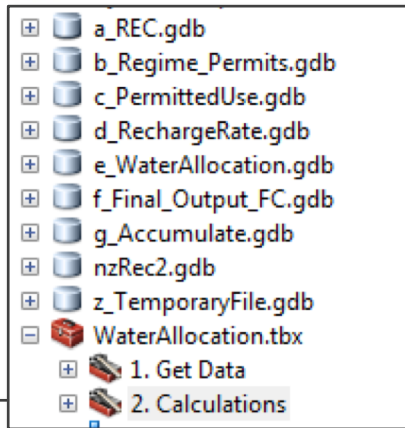 a_REC.gdb
b_Regime_Permits.gdb
c_PermittedUse.gdb
d_RechargeRate.gdb
e_WaterAllocation.gdb
f_Final_Output_FC.gdb
g_Accumulate.gdb
nzRec2.gdb
z_TemporaryFile.gdb
WaterAllocation.tbx
1. Get Data
2. Calculations